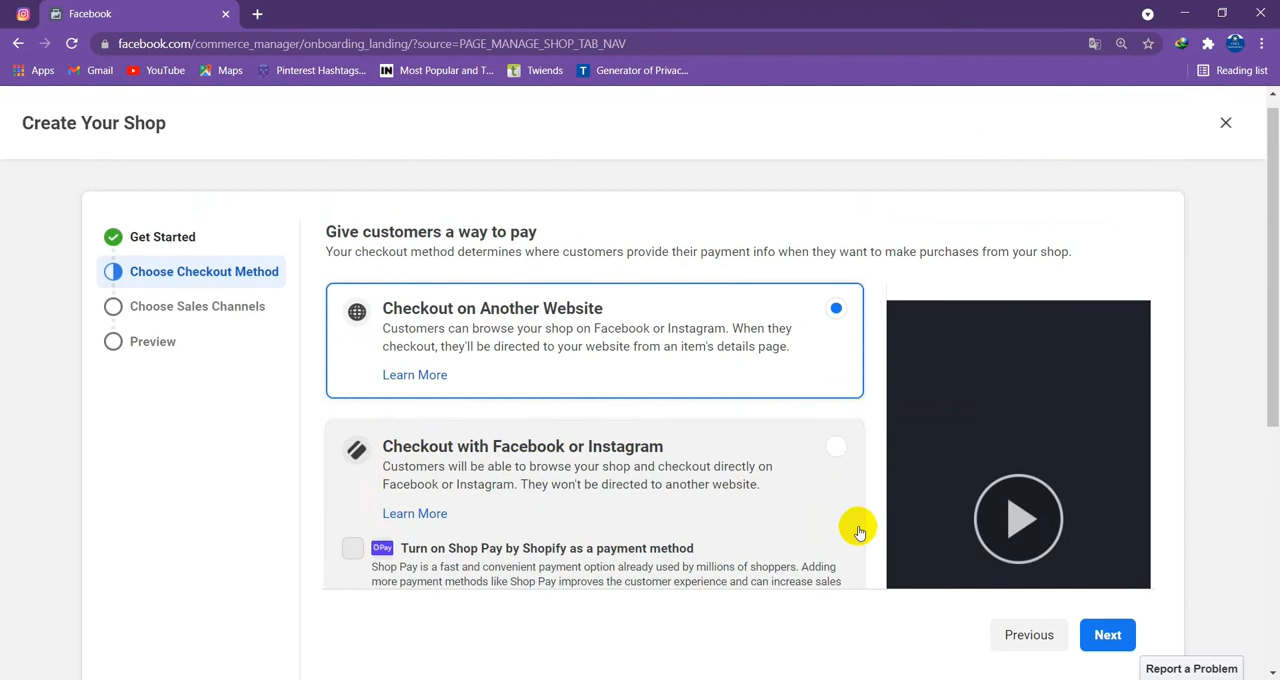 Facebook
facebook.com/commerce_manager/onboarding_landing/?source=PAGE_MANAGE_SHOP_TAB_NAV
Apps Gmail YouTube Maps Pinterest Hashtags... IN Most Popular and T... t Twiends T Generator of Privac... Reading list
Create Your Shop
Get Started
Choose Checkout Method
Choose Sales Channels
Preview
Give customers a way to pay
Your checkout method determines where customers provide their payment info when they want to make purchases from your shop.
Checkout on Another Website
Customers can browse your shop on Facebook or Instagram. When they
checkout, they'll be directed to your website from an item's details page.
Learn More
Checkout with Facebook or Instagram
Customers will be able to browse your shop and checkout directly on
Facebook or Instagram. They won't be directed to another website.
Learn More
Pay Turn on Shop Pay by Shopify as a payment method
Shop Pay is a fast and convenient payment option already used by millions of shoppers. Adding
more payment methods like Shop Pay improves the customer experience and can increase sales
Previous Next
Report a Problem